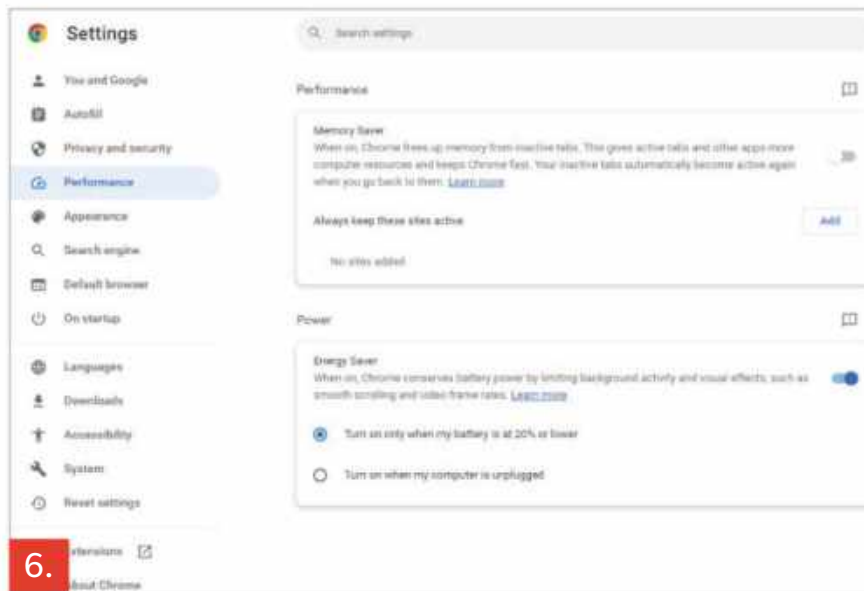 Settings
Search settings
You and Google
Autofill
Privacy and security
Performance
Appearance
Search engine
Default browser
On startup
Languages
Downloads
Accessibility
System
Reset settings
Extensions
About Chrome
6.
Performance
Memory Saver
When on, Chrome frees up memory from inactive tabs. This gives active tabs and other apps more
computer resources and keeps Chrome fast. Your inactive tabs automatically become active again
when you go back to them. Learn more
Always keep these sites active
Add
No sites added
Power
Energy Saver
When on, Chrome conserves battery power by limiting background activity and visual effects, such as
smooth scrolling and video frame rates. Learn more
Turn on only when my battery is at 20% or lower
Turn on when my computer is unplugged